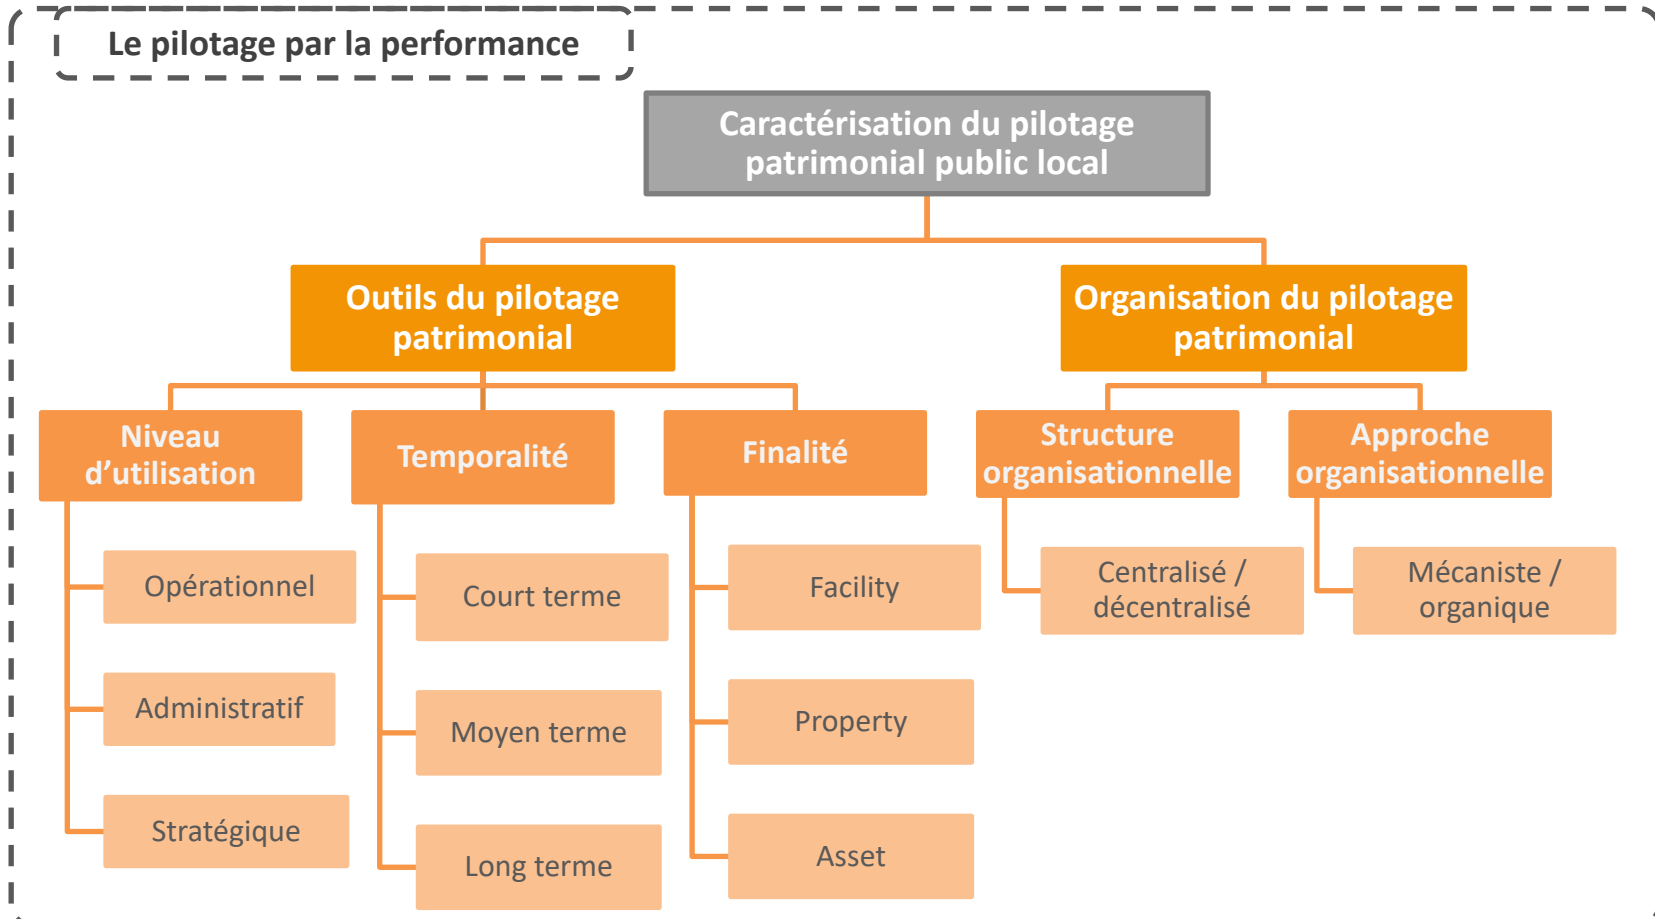 Le pilotage par la performance
Caractérisation du pilotage
patrimonial public local
Outils du pilotage
patrimonial
Organisation du pilotage
patrimonial
Niveau
d’utilisation
Temporalité
Finalité
Structure
organisationnelle
Approche
organisationnelle
Opérationnel
Administratif
Stratégique
Court terme
Moyen terme
Long terme
Facility
Property
Asset
Centralisé /
décentralisé
Mécaniste /
organique